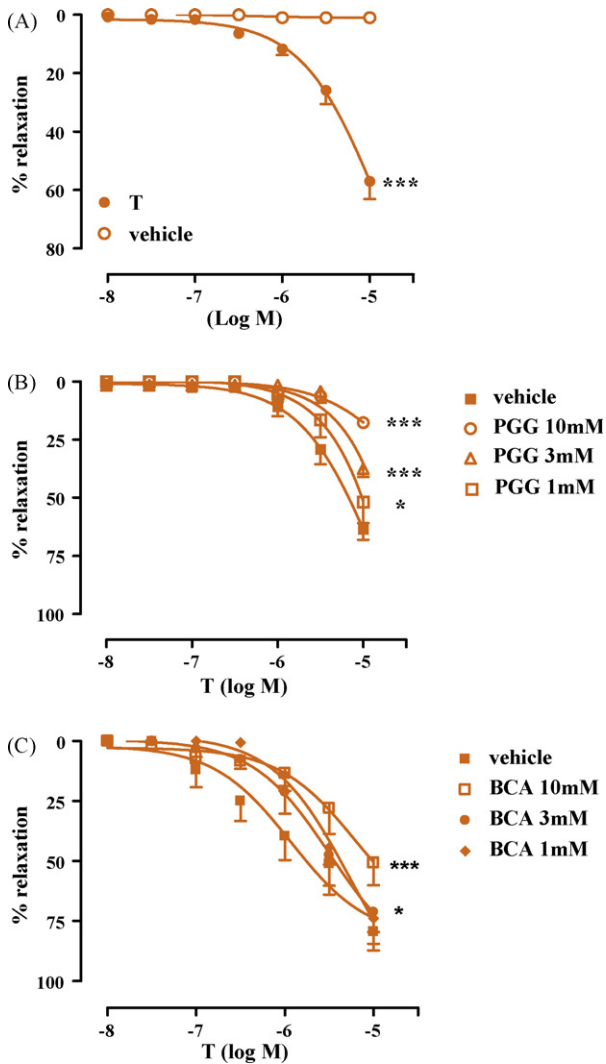 (A)
0
20
40
60
80
% relaxation
***
T
vehicle
-8
-7
-6
-5
(Log M)
(B)
0
25
50
75
100
% relaxation
***
***
*
vehicle
PGG 10mM
PGG 3mM
PGG 1mM
-8
-7
-6
-5
T (log M)
(C)
0
25
50
75
100
% relaxation
***
*
vehicle
BCA 10mM
BCA 3mM
BCA 1mM
-8
-7
-6
-5
T (log M)